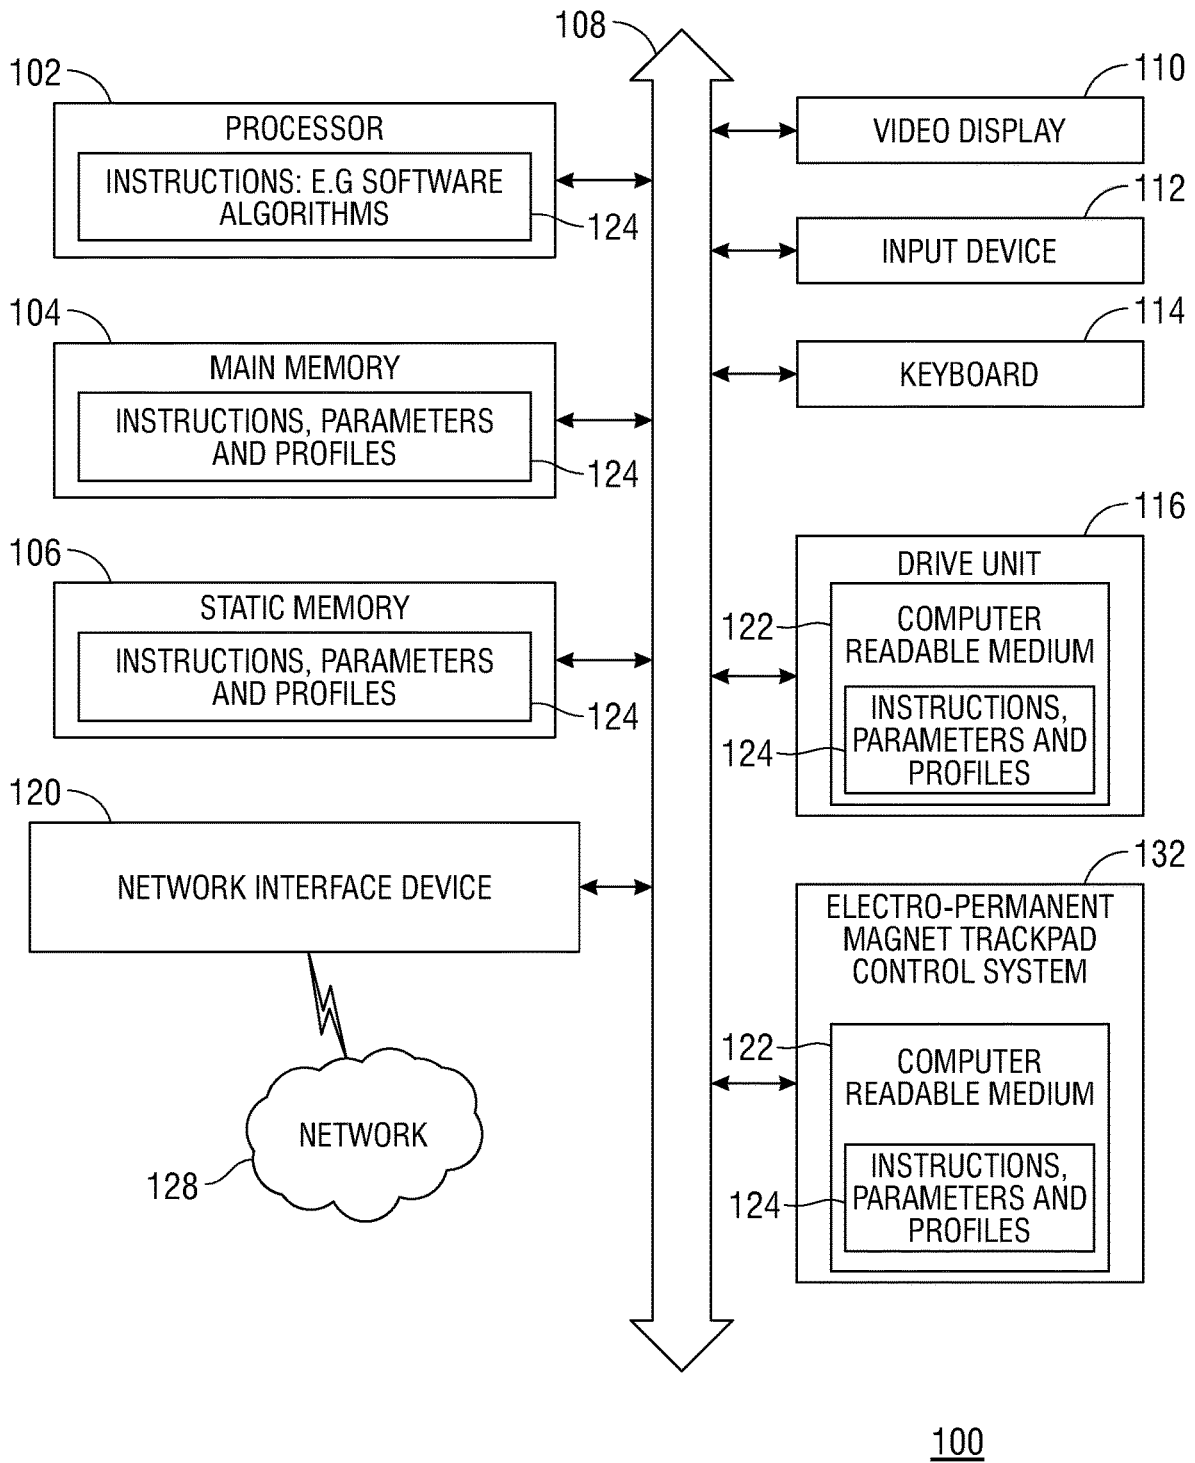 108
102
PROCESSOR
INSTRUCTIONS: E.G SOFTWARE
ALGORITHMS
124
104
MAIN MEMORY
INSTRUCTIONS, PARAMETERS
AND PROFILES
124
106
STATIC MEMORY
INSTRUCTIONS, PARAMETERS
AND PROFILES
124
120
NETWORK INTERFACE DEVICE
NETWORK
128
110
VIDEO DISPLAY
112
INPUT DEVICE
114
KEYBOARD
116
DRIVE UNIT
122
COMPUTER
READABLE MEDIUM
124
INSTRUCTIONS,
PARAMETERS AND
PROFILES
132
ELECTRO-PERMANENT
MAGNET TRACKPAD
CONTROL SYSTEM
122
COMPUTER
READABLE MEDIUM
124
INSTRUCTIONS,
PARAMETERS AND
PROFILES
100